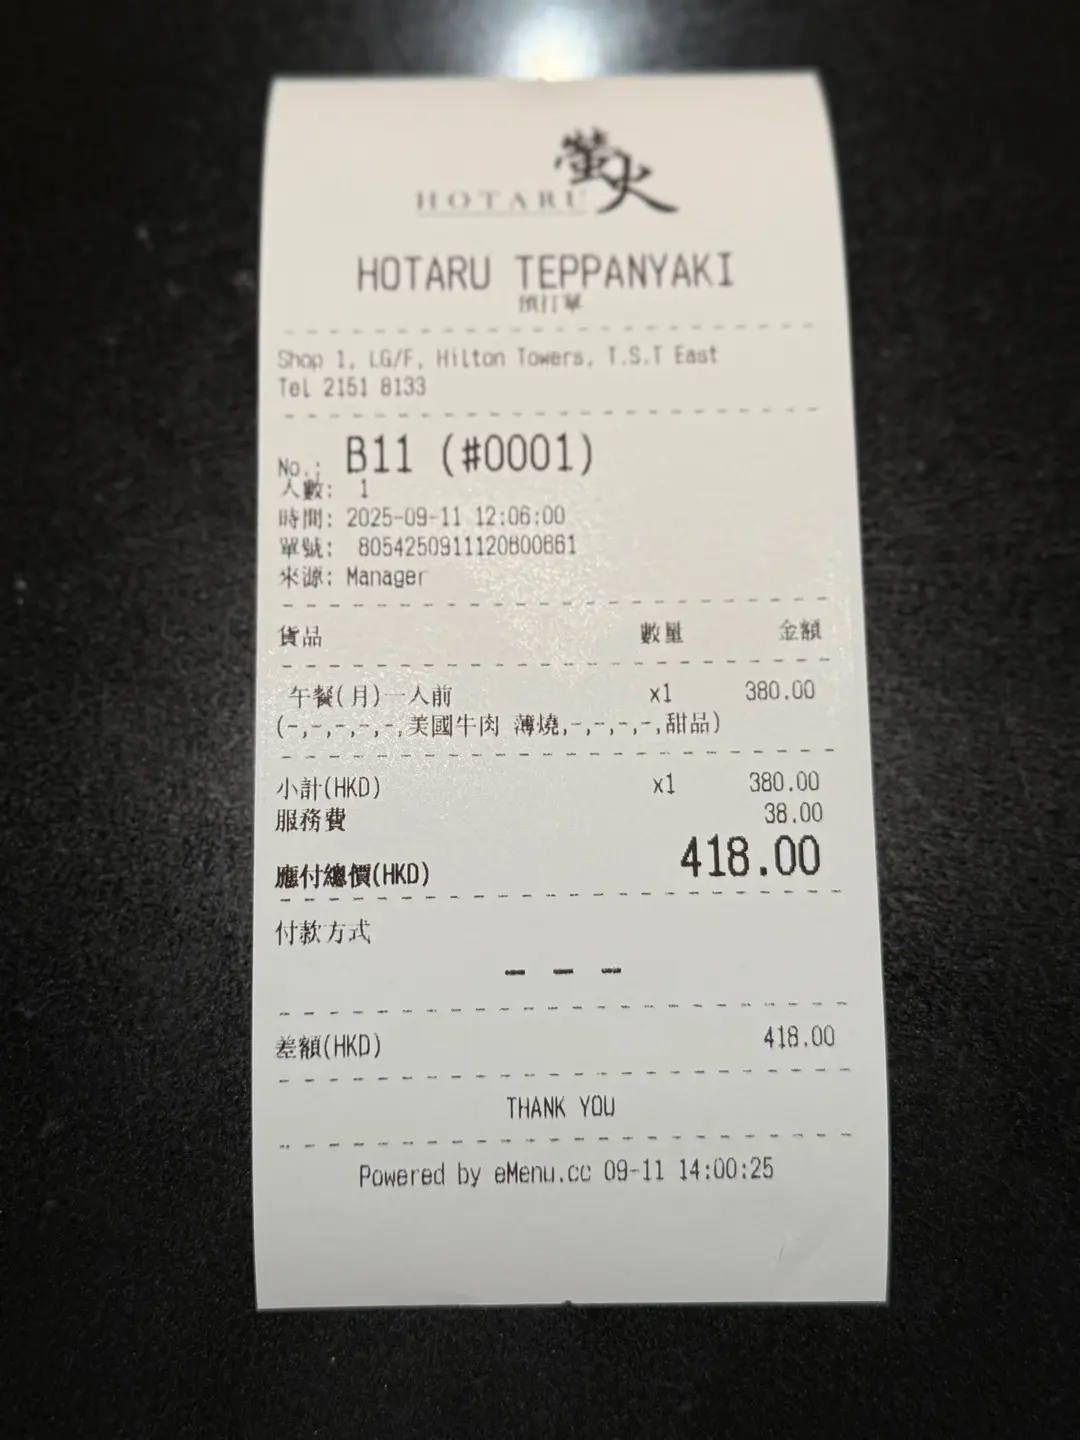 螢火
HOTARU
HOTARU TEPPANYAKI
預打單
Shop 1, LG/F, Hilton Towers, T.S.T East
Tel 2151 8133
No.: B11 (#0001)
人數: 1
時間: 2025-09-11 12:06:00
單號: 8054250911120600861
來源: Manager
貨品 數量 金額
午餐(月)一人前 x1 380.00
(-,-,-,-,-,美國牛肉 薄燒,-,-,-,-,甜品)
小計(HKD) x1 380.00
服務費 38.00
應付總價(HKD) 418.00
付款方式
- - -
差額(HKD) 418.00
THANK YOU
Powered by eMenu.cc 09-11 14:00:25